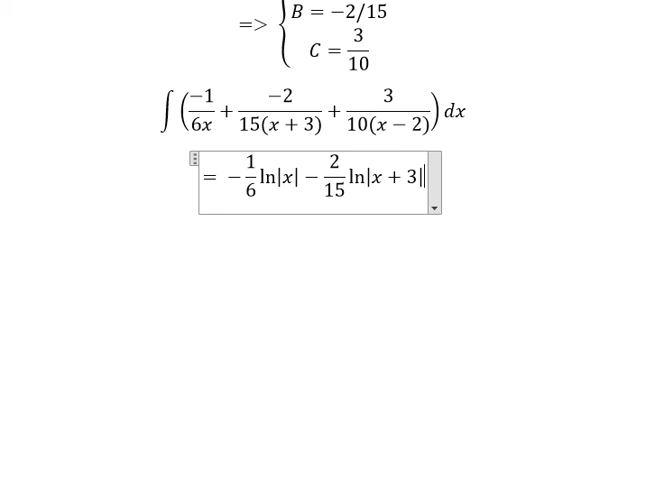 => { B = −2/15
C = 3/10
∫ (−1/6x + −2/15(x + 3) + 3/10(x − 2)) dx
= −1/6 ln|x| − 2/15 ln|x + 3|